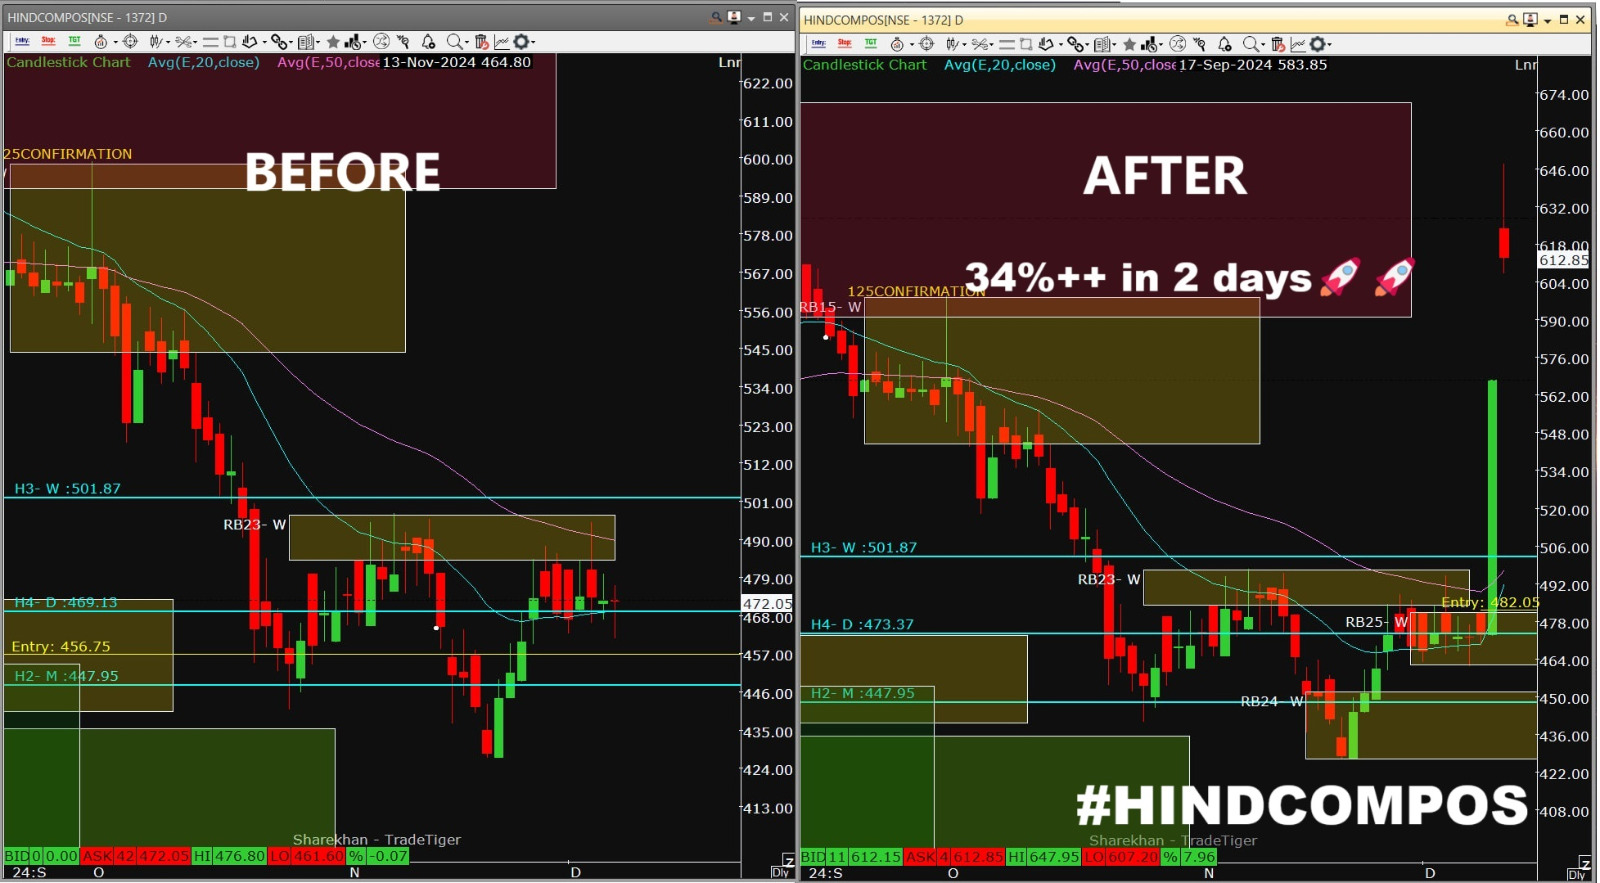 HINDCOMPOS[NSE - 1372] D
Entry: Stop: TGT
Candlestick Chart Avg(E,20,close) Avg(E,50,close 13-Nov-2024 464.80 Lnr
622.00
611.00
25CONFIRMATION
BEFORE
600.00
589.00
578.00
567.00
556.00
545.00
534.00
523.00
512.00
H3- W :501.87
501.00
RB23- W
490.00
479.00
H4- D :469.13
472.05
468.00
Entry: 456.75
457.00
H2- M :447.95
446.00
435.00
424.00
413.00
Sharekhan - TradeTiger
BID 0 0.00 ASK 42 472.05 HI 476.80 LO 461.60 % -0.07
Z
24:S O N D Dly
HINDCOMPOS[NSE - 1372] D
Entry: Stop: TGT
Candlestick Chart Avg(E,20,close) Avg(E,50,close 17-Sep-2024 583.85 Lnr
674.00
660.00
AFTER
646.00
632.00
618.00
612.85
34%++ in 2 days🚀 🚀
604.00
125CONFIRMATION
RB15- W
590.00
576.00
562.00
548.00
534.00
520.00
H3- W :501.87
506.00
RB23- W
492.00
Entry: 482.05
H4- D :473.37
RB25- W
478.00
464.00
H2- M :447.95
RB24- W
450.00
436.00
422.00
#HINDCOMPOS
408.00
Sharekhan - TradeTiger
BID 11 612.15 ASK 4 612.85 HI 647.95 LO 607.20 % 7.96
Z
24:S O N D Dly